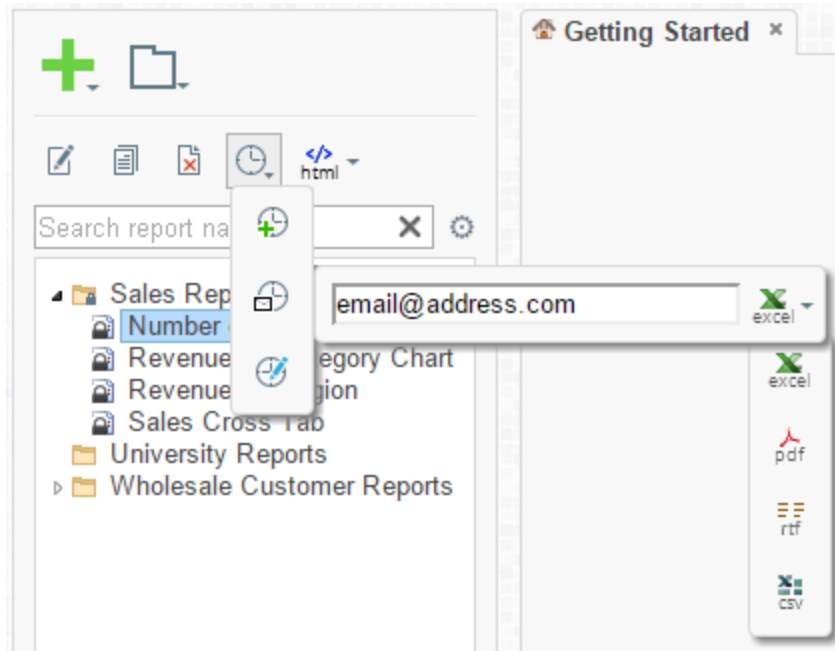 Getting Started
html
Search report na
Sales Rep
email@address.com
excel
Number
Revenue egory Chart
excel
Revenue gion
Sales Cross Tab
pdf
University Reports
Wholesale Customer Reports
rtf
csv